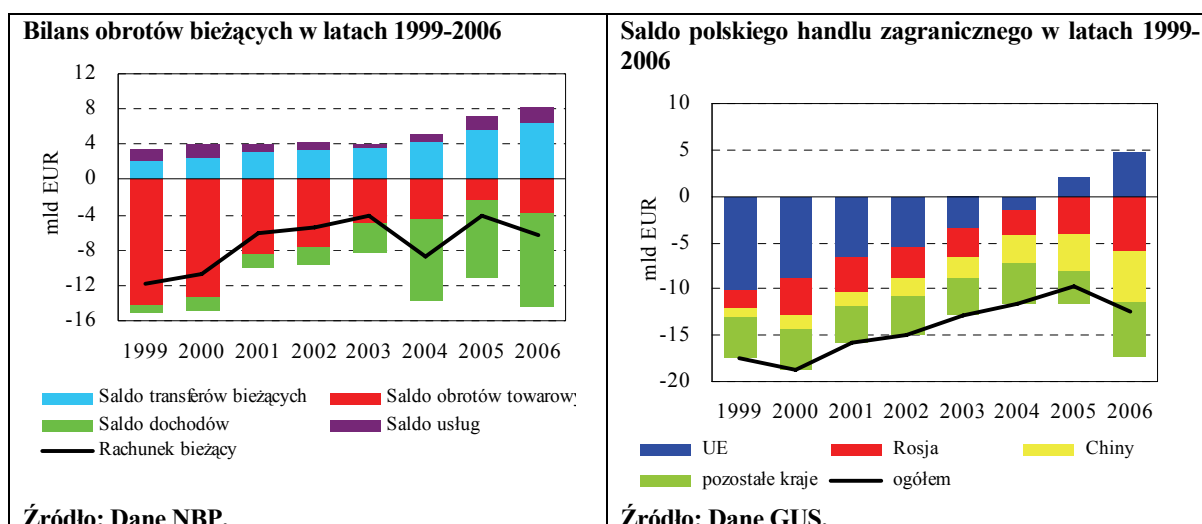 Bilans obrotów bieżących w latach 1999-2006
12
8
4
0
-4
-8
-12
-16
mld EUR
1999 2000 2001 2002 2003 2004 2005 2006
Saldo transferów bieżących Saldo obrotów towarowy
Saldo dochodów Saldo usług
Rachunek bieżący
Źródło: Dane NBP.
Saldo polskiego handlu zagranicznego w latach 1999-
2006
10
5
0
-5
-10
-15
-20
mld EUR
1999 2000 2001 2002 2003 2004 2005 2006
UE Rosja Chiny
pozostałe kraje ogółem
Źródło: Dane GUS.